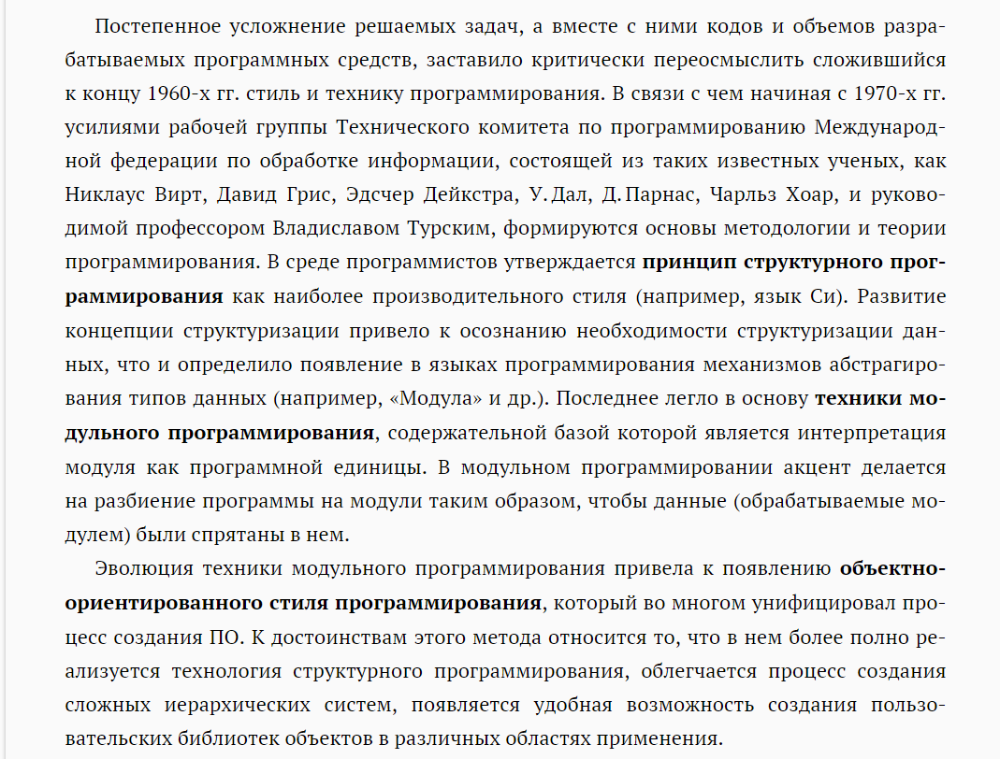 Постепенное усложнение решаемых задач, а вместе с ними кодов и объемов разра-
батываемых программных средств, заставило критически переосмыслить сложившийся
к концу 1960-х гг. стиль и технику программирования. В связи с чем начиная с 1970-х гг.
усилиями рабочей группы Технического комитета по программированию Международ-
ной федерации по обработке информации, состоящей из таких известных ученых, как
Никлаус Вирт, Давид Грис, Эдсчер Дейкстра, У. Дал, Д. Парнас, Чарльз Хоар, и руково-
димой профессором Владиславом Турским, формируются основы методологии и теории
программирования. В среде программистов утверждается принцип структурного прог-
раммирования как наиболее производительного стиля (например, язык Си). Развитие
концепции структуризации привело к осознанию необходимости структуризации дан-
ных, что и определило появление в языках программирования механизмов абстрагиро-
вания типов данных (например, «Модула» и др.). Последнее легло в основу техники мо-
дульного программирования, содержательной базой которой является интерпретация
модуля как программной единицы. В модульном программировании акцент делается
на разбиение программы на модули таким образом, чтобы данные (обрабатываемые мо-
дулем) были спрятаны в нем.
Эволюция техники модульного программирования привела к появлению объектно-
ориентированного стиля программирования, который во многом унифицировал про-
цесс создания ПО. К достоинствам этого метода относится то, что в нем более полно ре-
ализуется технология структурного программирования, облегчается процесс создания
сложных иерархических систем, появляется удобная возможность создания пользо-
вательских библиотек объектов в различных областях применения.